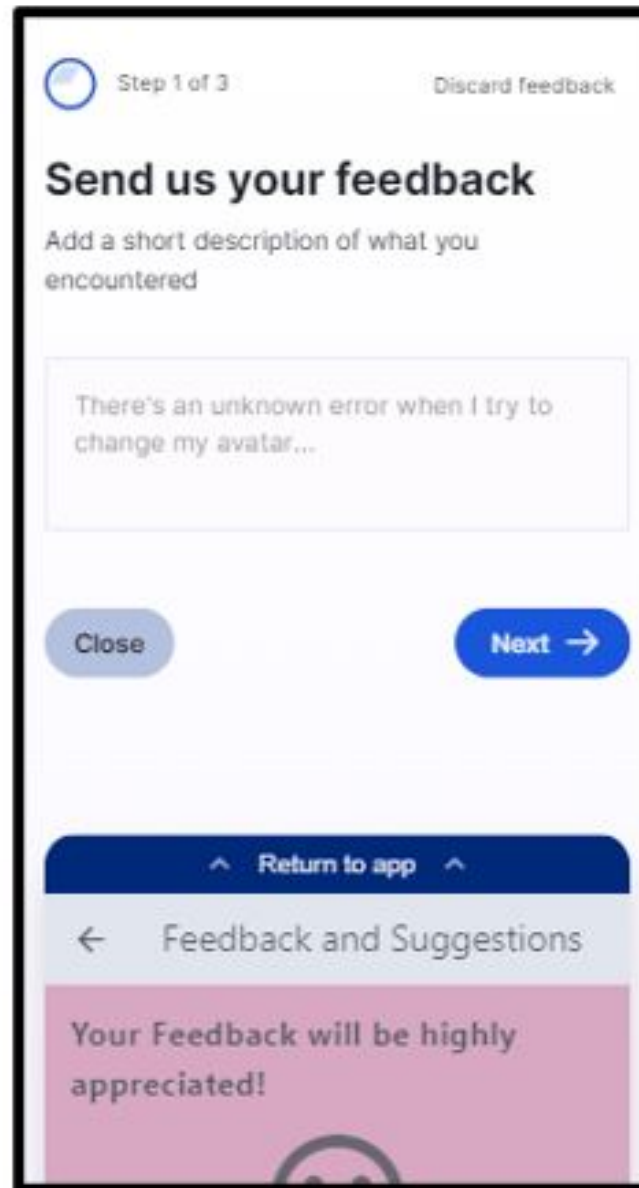 Step 1 of 3
Discard feedback
Send us your feedback
Add a short description of what you
encountered
There's an unknown error when I try to
change my avatar...
Close
Next →
^ Return to app ^
← Feedback and Suggestions
Your Feedback will be highly
appreciated!